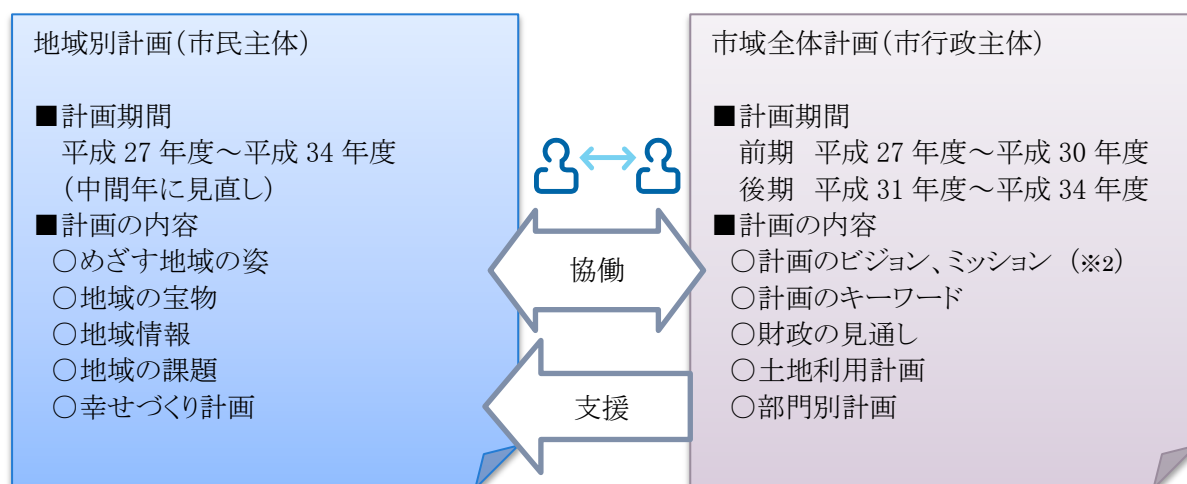 地域別計画（市民主体）
■計画期間
平成 27 年度～平成 34 年度
（中間年に見直し）
■計画の内容
○めざす地域の姿
○地域の宝物
○地域情報
○地域の課題
○幸せづくり計画
協働
支援
市域全体計画（市行政主体）
■計画期間
前期　平成 27 年度～平成 30 年度
後期　平成 31 年度～平成 34 年度
■計画の内容
○計画のビジョン、ミッション （※2）
○計画のキーワード
○財政の見通し
○土地利用計画
○部門別計画